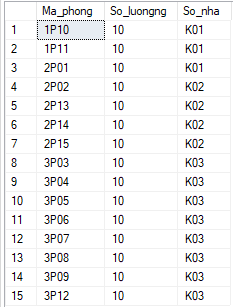 Ma_phong So_luongng So_nha
1 1P10 10 K01
2 1P11 10 K01
3 2P01 10 K01
4 2P02 10 K02
5 2P13 10 K02
6 2P14 10 K02
7 2P15 10 K02
8 3P03 10 K03
9 3P04 10 K03
10 3P05 10 K03
11 3P06 10 K03
12 3P07 10 K03
13 3P08 10 K03
14 3P09 10 K03
15 3P12 10 K03